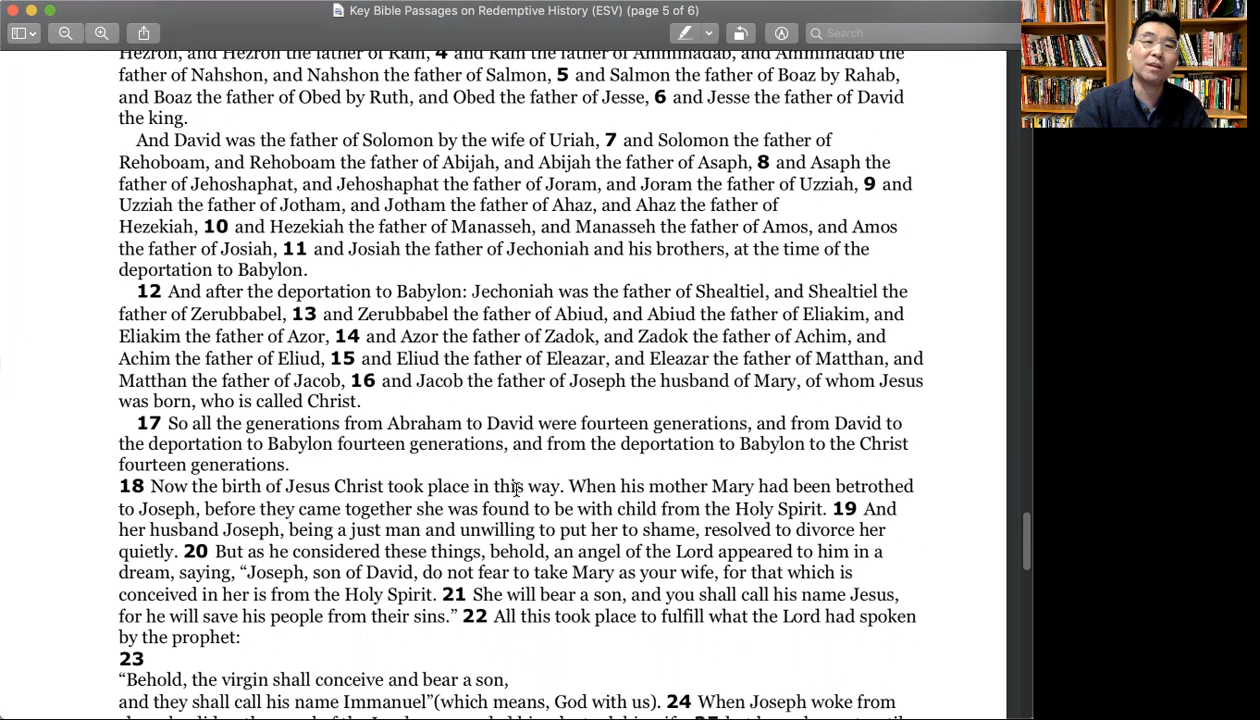 Key Bible Passages on Redemptive History (ESV) (page 5 of 6)
Search
Hezron, and Hezron the father of Ram, 4 and Ram the father of Amminadab, and Amminadab the
father of Nahshon, and Nahshon the father of Salmon, 5 and Salmon the father of Boaz by Rahab,
and Boaz the father of Obed by Ruth, and Obed the father of Jesse, 6 and Jesse the father of David
the king.
And David was the father of Solomon by the wife of Uriah, 7 and Solomon the father of
Rehoboam, and Rehoboam the father of Abijah, and Abijah the father of Asaph, 8 and Asaph the
father of Jehoshaphat, and Jehoshaphat the father of Joram, and Joram the father of Uzziah, 9 and
Uzziah the father of Jotham, and Jotham the father of Ahaz, and Ahaz the father of
Hezekiah, 10 and Hezekiah the father of Manasseh, and Manasseh the father of Amos, and Amos
the father of Josiah, 11 and Josiah the father of Jechoniah and his brothers, at the time of the
deportation to Babylon.
12 And after the deportation to Babylon: Jechoniah was the father of Shealtiel, and Shealtiel the
father of Zerubbabel, 13 and Zerubbabel the father of Abiud, and Abiud the father of Eliakim, and
Eliakim the father of Azor, 14 and Azor the father of Zadok, and Zadok the father of Achim, and
Achim the father of Eliud, 15 and Eliud the father of Eleazar, and Eleazar the father of Matthan, and
Matthan the father of Jacob, 16 and Jacob the father of Joseph the husband of Mary, of whom Jesus
was born, who is called Christ.
17 So all the generations from Abraham to David were fourteen generations, and from David to
the deportation to Babylon fourteen generations, and from the deportation to Babylon to the Christ
fourteen generations.
18 Now the birth of Jesus Christ took place in this way. When his mother Mary had been betrothed
to Joseph, before they came together she was found to be with child from the Holy Spirit. 19 And
her husband Joseph, being a just man and unwilling to put her to shame, resolved to divorce her
quietly. 20 But as he considered these things, behold, an angel of the Lord appeared to him in a
dream, saying, “Joseph, son of David, do not fear to take Mary as your wife, for that which is
conceived in her is from the Holy Spirit. 21 She will bear a son, and you shall call his name Jesus,
for he will save his people from their sins.” 22 All this took place to fulfill what the Lord had spoken
by the prophet:
23
“Behold, the virgin shall conceive and bear a son,
and they shall call his name Immanuel”(which means, God with us). 24 When Joseph woke from